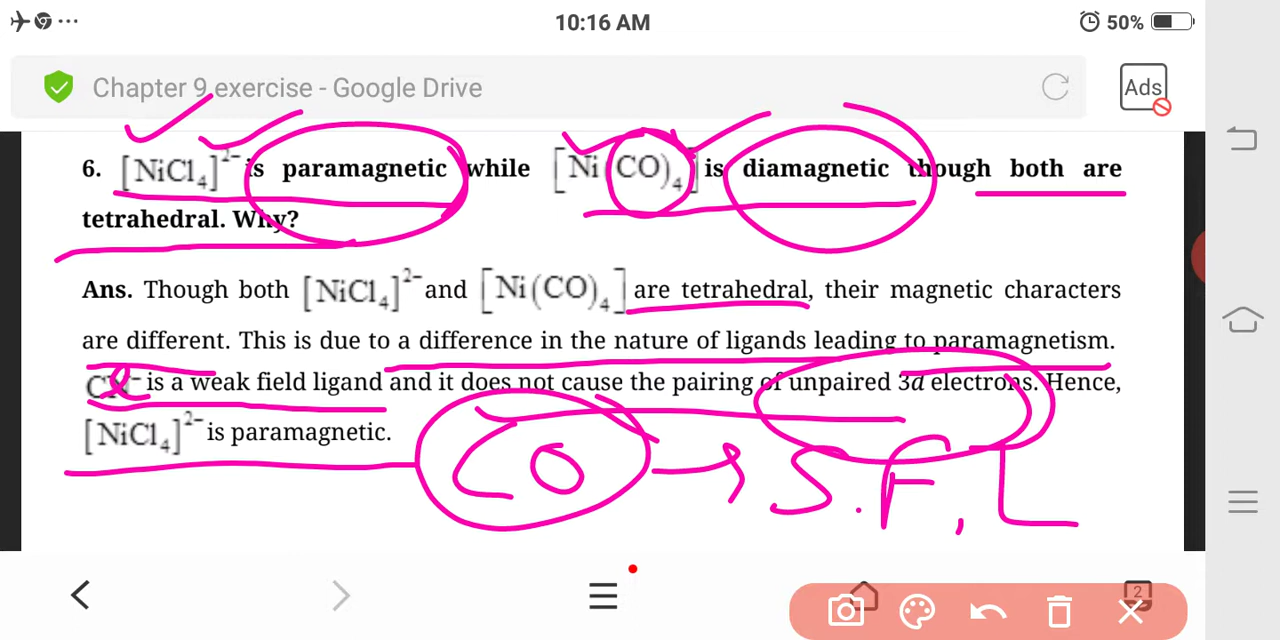 10:16 AM
50%
Chapter 9 exercise - Google Drive
Ads
6. [NiCl₄]²⁻ is paramagnetic while [Ni(CO)₄] is diamagnetic though both are
tetrahedral. Why?
Ans. Though both [NiCl₄]²⁻ and [Ni(CO)₄] are tetrahedral, their magnetic characters
are different. This is due to a difference in the nature of ligands leading to paramagnetism.
Cl⁻ is a weak field ligand and it does not cause the pairing of unpaired 3d electrons. Hence,
[NiCl₄]²⁻ is paramagnetic.
CO → S.F,L
2